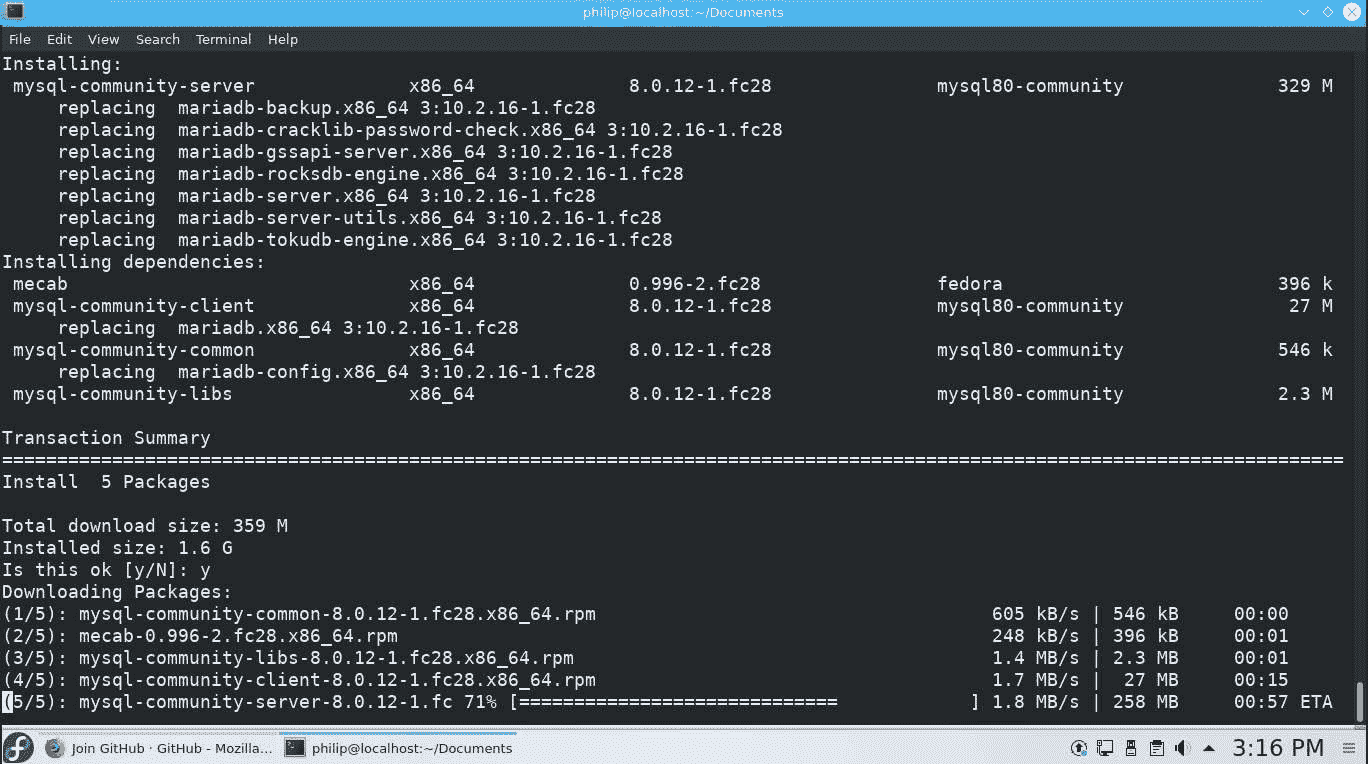 philip@localhost:~/Documents
File Edit View Search Terminal Help
Installing:
mysql-community-server x86_64 8.0.12-1.fc28 mysql80-community 329 M
replacing mariadb-backup.x86_64 3:10.2.16-1.fc28
replacing mariadb-cracklib-password-check.x86_64 3:10.2.16-1.fc28
replacing mariadb-gssapi-server.x86_64 3:10.2.16-1.fc28
replacing mariadb-rocksdb-engine.x86_64 3:10.2.16-1.fc28
replacing mariadb-server.x86_64 3:10.2.16-1.fc28
replacing mariadb-server-utils.x86_64 3:10.2.16-1.fc28
replacing mariadb-tokudb-engine.x86_64 3:10.2.16-1.fc28
Installing dependencies:
mecab x86_64 0.996-2.fc28 fedora 396 k
mysql-community-client x86_64 8.0.12-1.fc28 mysql80-community 27 M
replacing mariadb.x86_64 3:10.2.16-1.fc28
mysql-community-common x86_64 8.0.12-1.fc28 mysql80-community 546 k
replacing mariadb-config.x86_64 3:10.2.16-1.fc28
mysql-community-libs x86_64 8.0.12-1.fc28 mysql80-community 2.3 M
Transaction Summary
==========================================================================================================================
Install 5 Packages
Total download size: 359 M
Installed size: 1.6 G
Is this ok [y/N]: y
Downloading Packages:
(1/5): mysql-community-common-8.0.12-1.fc28.x86_64.rpm 605 kB/s | 546 kB 00:00
(2/5): mecab-0.996-2.fc28.x86_64.rpm 248 kB/s | 396 kB 00:01
(3/5): mysql-community-libs-8.0.12-1.fc28.x86_64.rpm 1.4 MB/s | 2.3 MB 00:01
(4/5): mysql-community-client-8.0.12-1.fc28.x86_64.rpm 1.7 MB/s | 27 MB 00:15
(5/5): mysql-community-server-8.0.12-1.fc 71% [============================= ] 1.8 MB/s | 258 MB 00:57 ETA
Join GitHub · GitHub - Mozilla... philip@localhost:~/Documents 3:16 PM